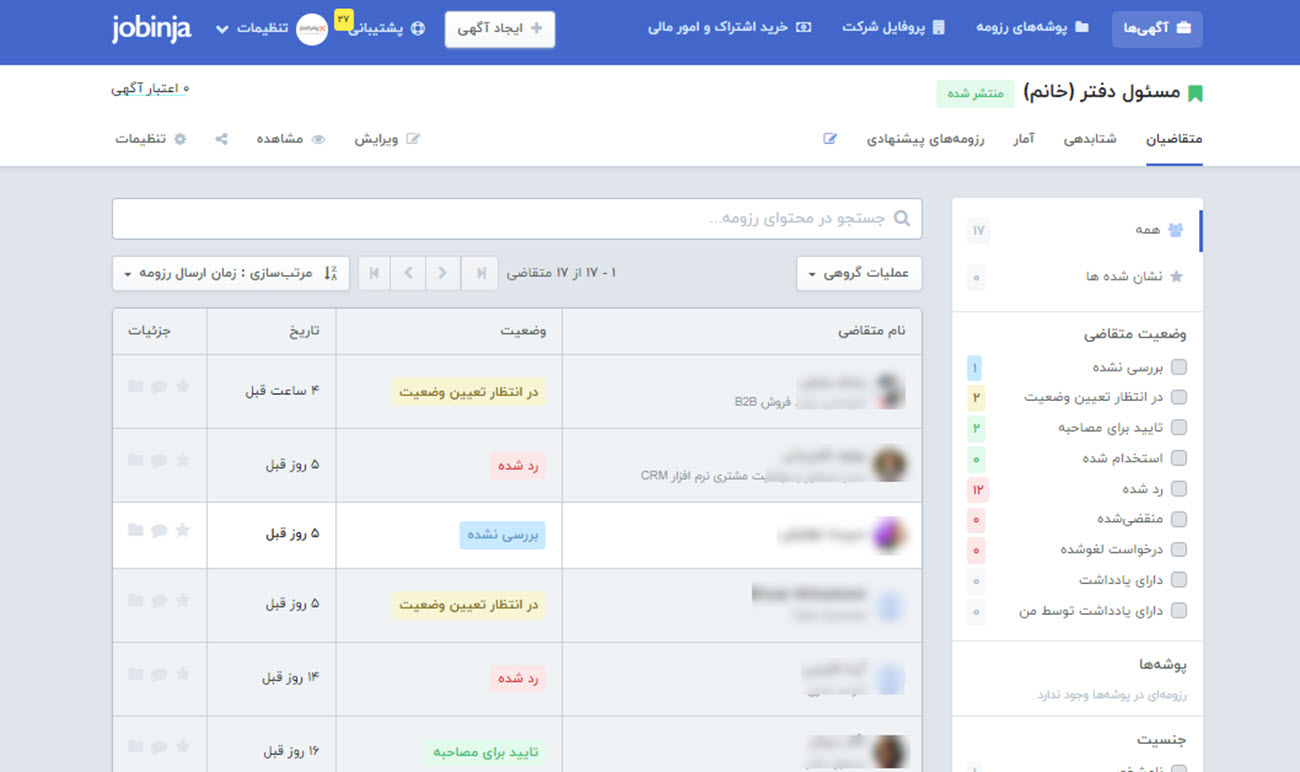 آگهی‌ها
پوشه‌های رزومه
پروفایل شرکت
خرید اشتراک و امور مالی
ایجاد آگهی
پشتیبانی
۲۷
تنظیمات
jobinja
مسئول دفتر (خانم)
منتشر شده
۰ اعتبار آگهی
متقاضیان
شتابدهی
آمار
رزومه‌های پیشنهادی
ویرایش
مشاهده
تنظیمات
همه ۱۷
نشان شده ها ۰
وضعیت متقاضی
بررسی نشده ۱
در انتظار تعیین وضعیت ۲
تایید برای مصاحبه ۲
استخدام شده ۰
رد شده ۱۲
منقضی‌شده ۰
درخواست لغوشده ۰
دارای یادداشت ۰
دارای یادداشت توسط من ۰
پوشه‌ها
رزومه‌ای در پوشه‌ها وجود ندارد
جنسیت
جستجو در محتوای رزومه...
عملیات گروهی
۱ - ۱۷ از ۱۷ متقاضی
مرتب‌سازی : زمان ارسال رزومه
نام متقاضی وضعیت تاریخ جزئیات
فروش B2B
در انتظار تعیین وضعیت
۴ ساعت قبل
مشتری نرم افزار CRM
رد شده
۵ روز قبل
بررسی نشده
۵ روز قبل
در انتظار تعیین وضعیت
۵ روز قبل
رد شده
۱۴ روز قبل
تایید برای مصاحبه
۱۶ روز قبل